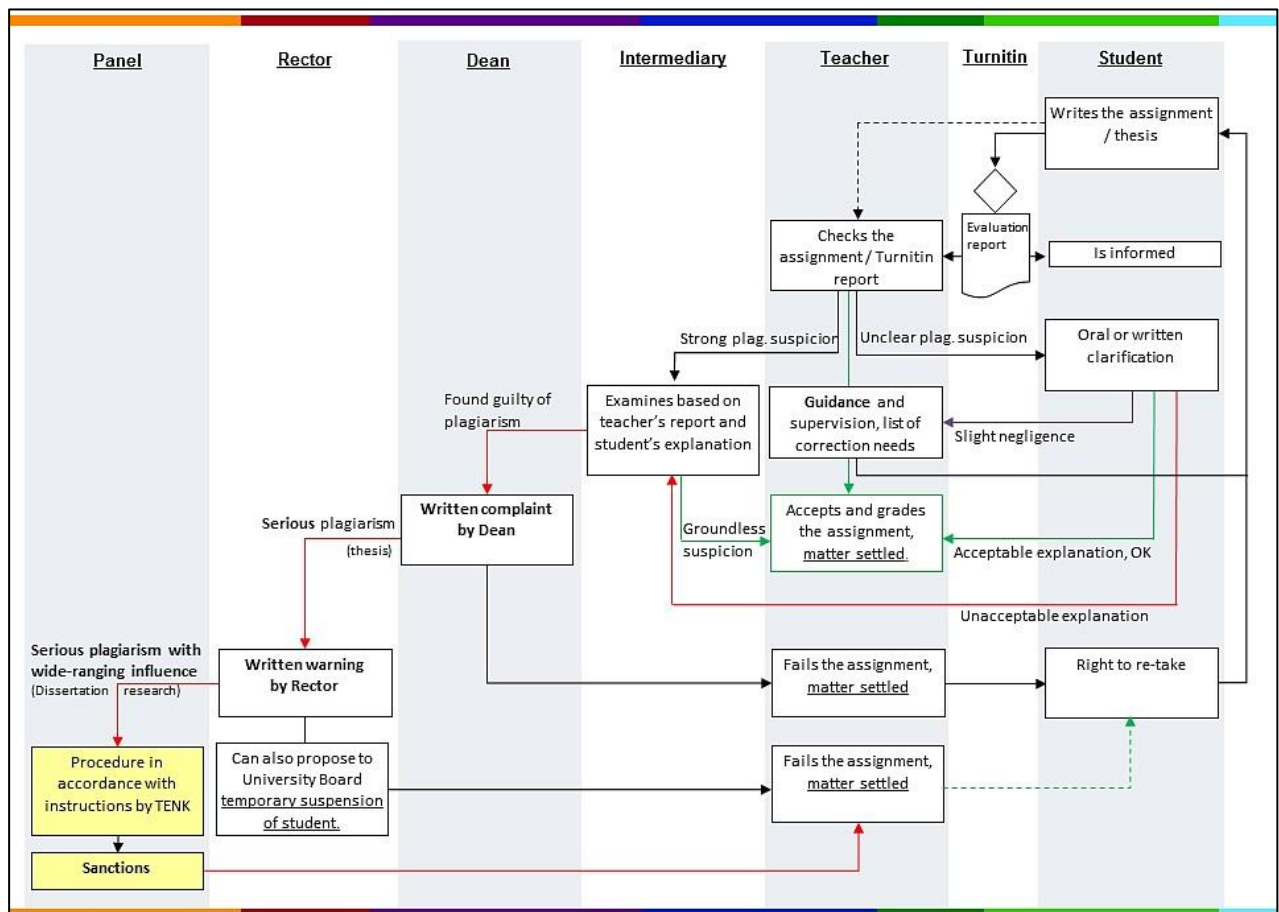 Panel
Rector
Dean
Intermediary
Teacher
Turnitin
Student
Writes the assignment
/ thesis
Evaluation
report
Checks the
assignment / Turnitin
report
Is informed
Strong plag. suspicion
Unclear plag. suspicion
Oral or written
clarification
Found guilty of
plagiarism
Examines based on
teacher's report and
student's explanation
Guidance and
supervision, list of
correction needs
Slight negligence
Written complaint
by Dean
Serious plagiarism
(thesis)
Groundless
suspicion
Accepts and grades
the assignment,
matter settled.
Acceptable explanation, OK
Unacceptable explanation
Serious plagiarism with
wide-ranging influence
(Dissertation research)
Written warning
by Rector
Fails the assignment,
matter settled
Right to re-take
Procedure in
accordance with
instructions by TENK
Can also propose to
University Board
temporary suspension
of student.
Fails the assignment,
matter settled
Sanctions